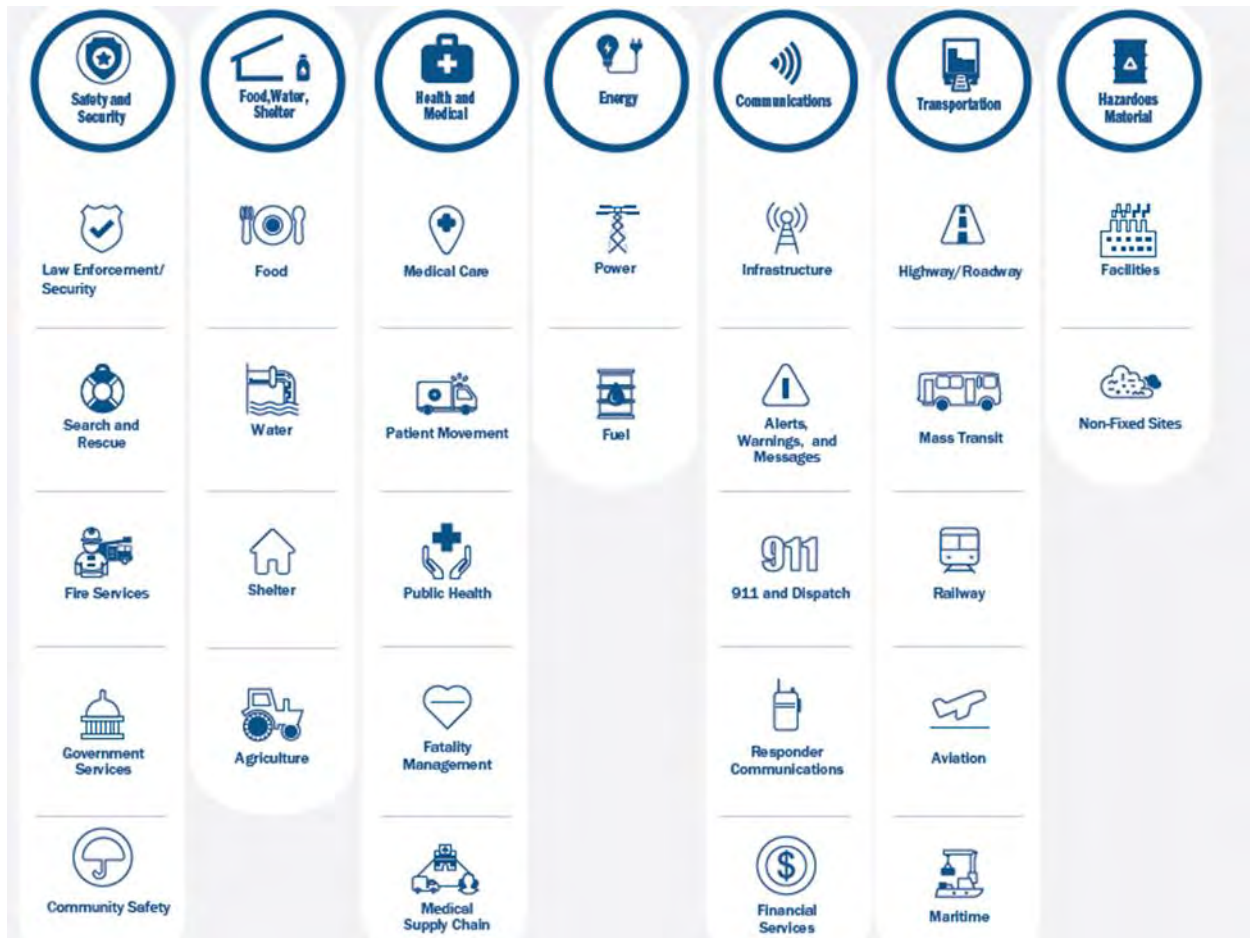 Safety and
Security
Food,Water,
Shelter
Health and
Medical
Energy
Communications
Transportation
Hazardous
Material
Law Enforcement/
Security
Food
Medical Care
Power
Infrastructure
Highway/Roadway
Facilities
Search and
Rescue
Water
Patient Movement
Fuel
Alerts,
Warnings, and
Messages
Mass Transit
Non-Fixed Sites
Fire Services
Shelter
Public Health
911
911 and Dispatch
Railway
Government
Services
Agriculture
Fatality
Management
Responder
Communications
Aviation
Community Safety
Medical
Supply Chain
$
Financial
Services
Maritime